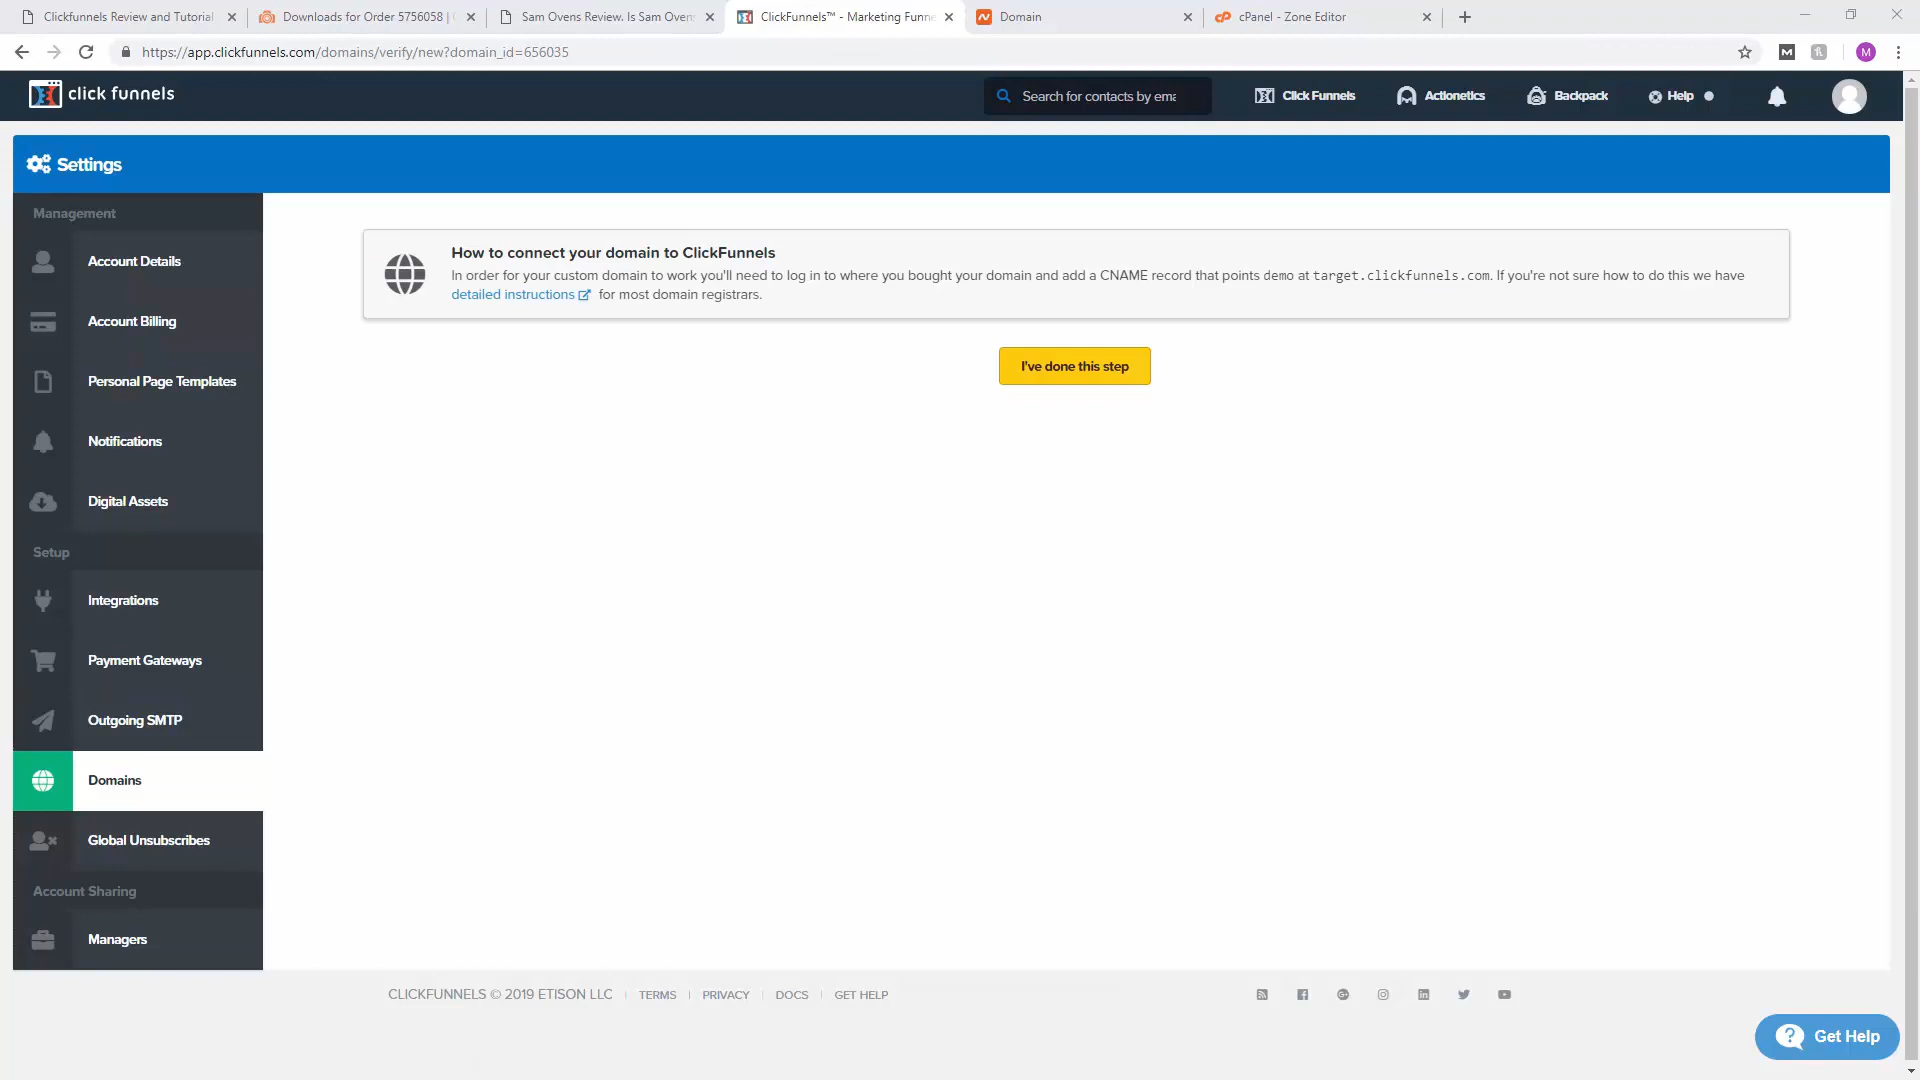 Clickfunnels Review and Tutorial
Downloads for Order 5756058 |
Sam Ovens Review. Is Sam Ovens
ClickFunnels™ - Marketing Funne
Domain
cPanel - Zone Editor
https://app.clickfunnels.com/domains/verify/new?domain_id=656035
M
M
click funnels
Search for contacts by ema
Click Funnels
Actionetics
Backpack
Help
Settings
Management
Account Details
Account Billing
Personal Page Templates
Notifications
Digital Assets
Setup
Integrations
Payment Gateways
Outgoing SMTP
Domains
Global Unsubscribes
Account Sharing
Managers
How to connect your domain to ClickFunnels
In order for your custom domain to work you'll need to log in to where you bought your domain and add a CNAME record that points demo at target.clickfunnels.com. If you're not sure how to do this we have
detailed instructions for most domain registrars.
I've done this step
CLICKFUNNELS © 2019 ETISON LLC | TERMS | PRIVACY | DOCS | GET HELP
Get Help